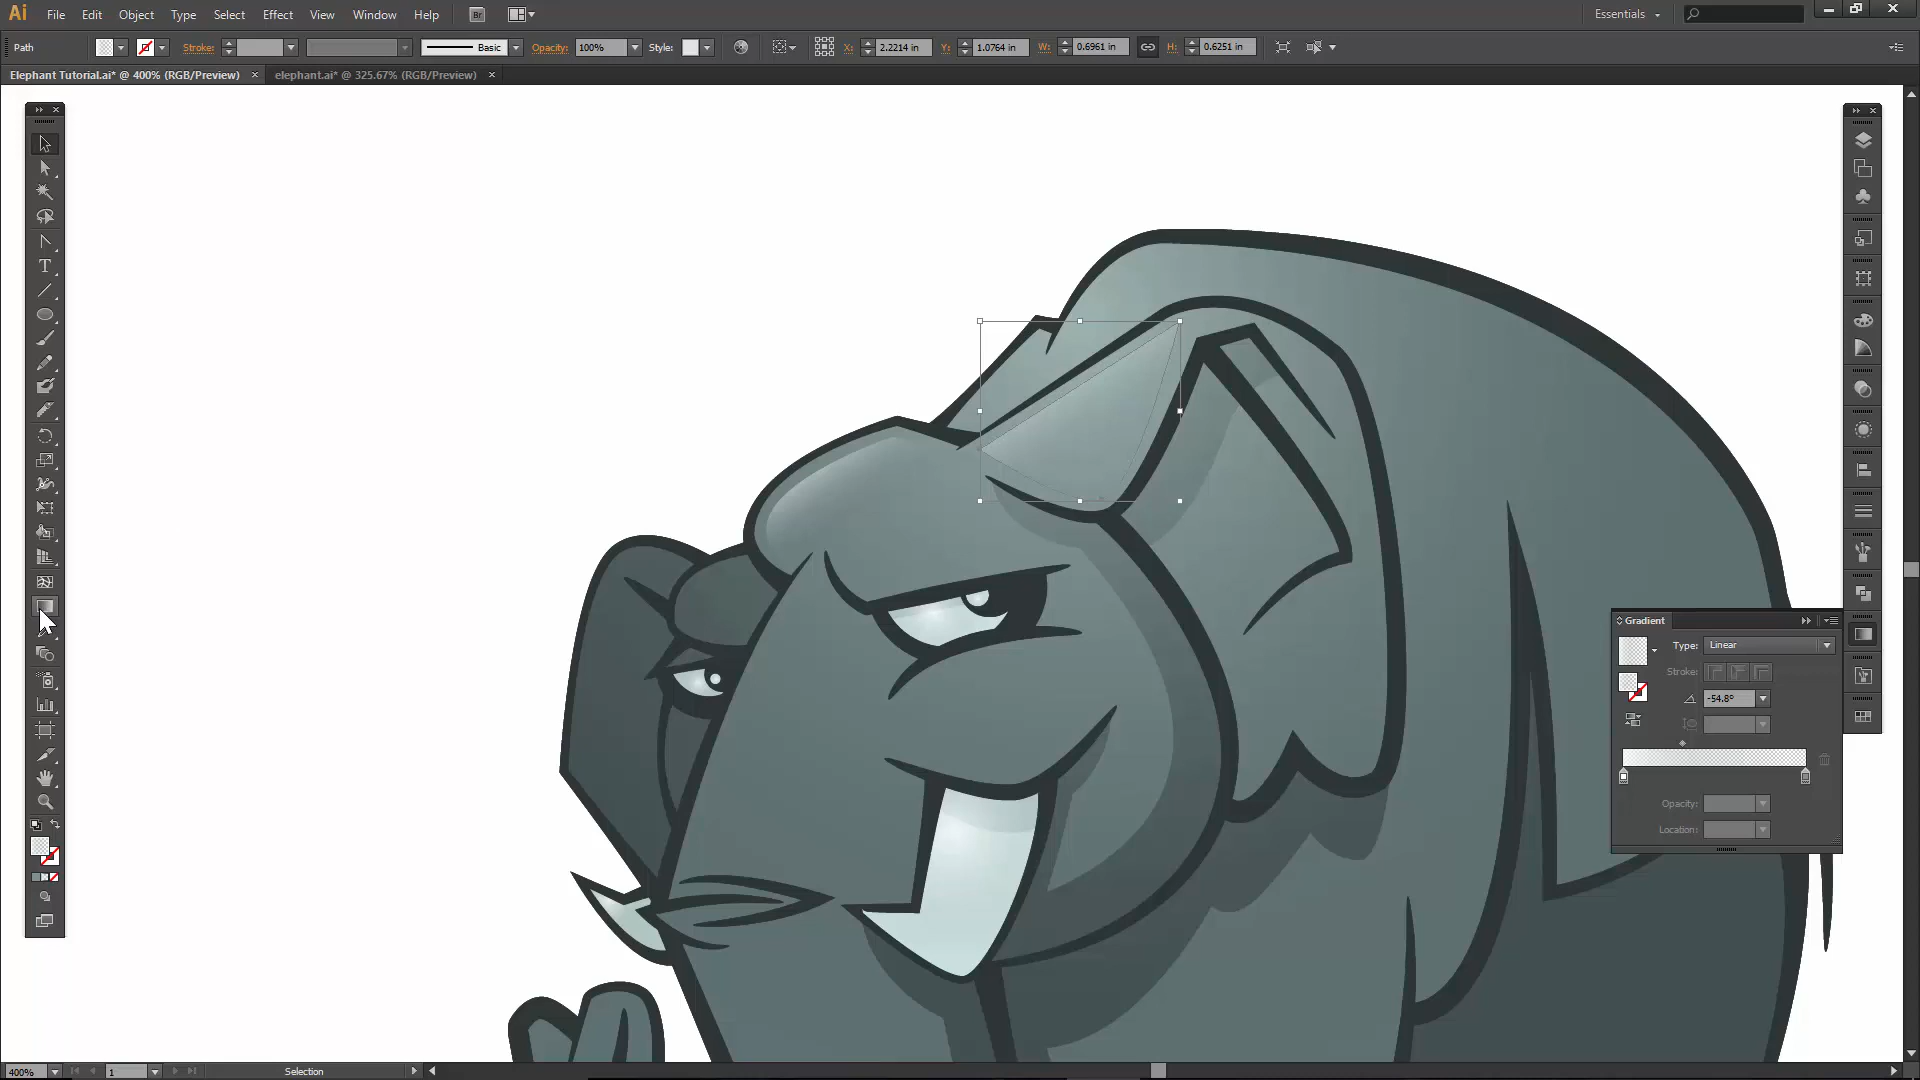 Ai File Edit Object Type Select Effect View Window Help Br Essentials
Path Stroke: Basic Opacity: 100% Style: X: 2.2214 in Y: 1.0764 in W: 0.6961 in H: 0.6251 in
Elephant Tutorial.ai* @ 400% (RGB/Preview) × elephant.ai* @ 325.67% (RGB/Preview) ×
T
Gradient
Type: Linear
Stroke:
-54.8°
Opacity:
Location:
400% 1 Selection